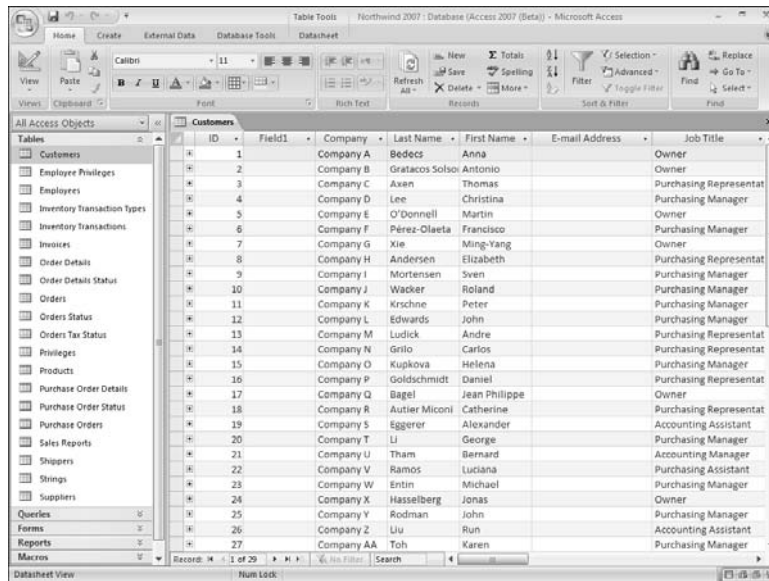 Table Tools Northwind 2007 : Database (Access 2007 (Beta)) - Microsoft Access
Home Create External Data Database Tools Datasheet
View
Views
Paste
Clipboard
Calibri 11
B I U A
Font
Rich Text
Refresh All
New
Save
Delete
Σ Totals
Spelling
More
Records
Filter
Selection
Advanced
Toggle Filter
Sort & Filter
Find
Replace
Go To
Select
Find
All Access Objects
Tables
Customers
Employee Privileges
Employees
Inventory Transaction Types
Inventory Transactions
Invoices
Order Details
Order Details Status
Orders
Orders Status
Orders Tax Status
Privileges
Products
Purchase Order Details
Purchase Order Status
Purchase Orders
Sales Reports
Shippers
Strings
Suppliers
Queries
Forms
Reports
Macros
Customers
ID Field1 Company Last Name First Name E-mail Address Job Title
1 Company A Bedecs Anna Owner
2 Company B Gratacos Solso Antonio Owner
3 Company C Axen Thomas Purchasing Representat
4 Company D Lee Christina Purchasing Manager
5 Company E O'Donnell Martin Owner
6 Company F Pérez-Olaeta Francisco Purchasing Manager
7 Company G Xie Ming-Yang Owner
8 Company H Andersen Elizabeth Purchasing Representat
9 Company I Mortensen Sven Purchasing Manager
10 Company J Wacker Roland Purchasing Manager
11 Company K Krschne Peter Purchasing Manager
12 Company L Edwards John Purchasing Manager
13 Company M Ludick Andre Purchasing Representat
14 Company N Grilo Carlos Purchasing Representat
15 Company O Kupkova Helena Purchasing Manager
16 Company P Goldschmidt Daniel Purchasing Representat
17 Company Q Bagel Jean Philippe Owner
18 Company R Autier Miconi Catherine Purchasing Representat
19 Company S Eggerer Alexander Accounting Assistant
20 Company T Li George Purchasing Manager
21 Company U Tham Bernard Accounting Manager
22 Company V Ramos Luciana Purchasing Assistant
23 Company W Entin Michael Purchasing Manager
24 Company X Hasselberg Jonas Owner
25 Company Y Rodman John Purchasing Manager
26 Company Z Liu Run Accounting Assistant
27 Company AA Toh Karen Purchasing Manager
Record: 1 of 29 No Filter Search
Datasheet View Num Lock